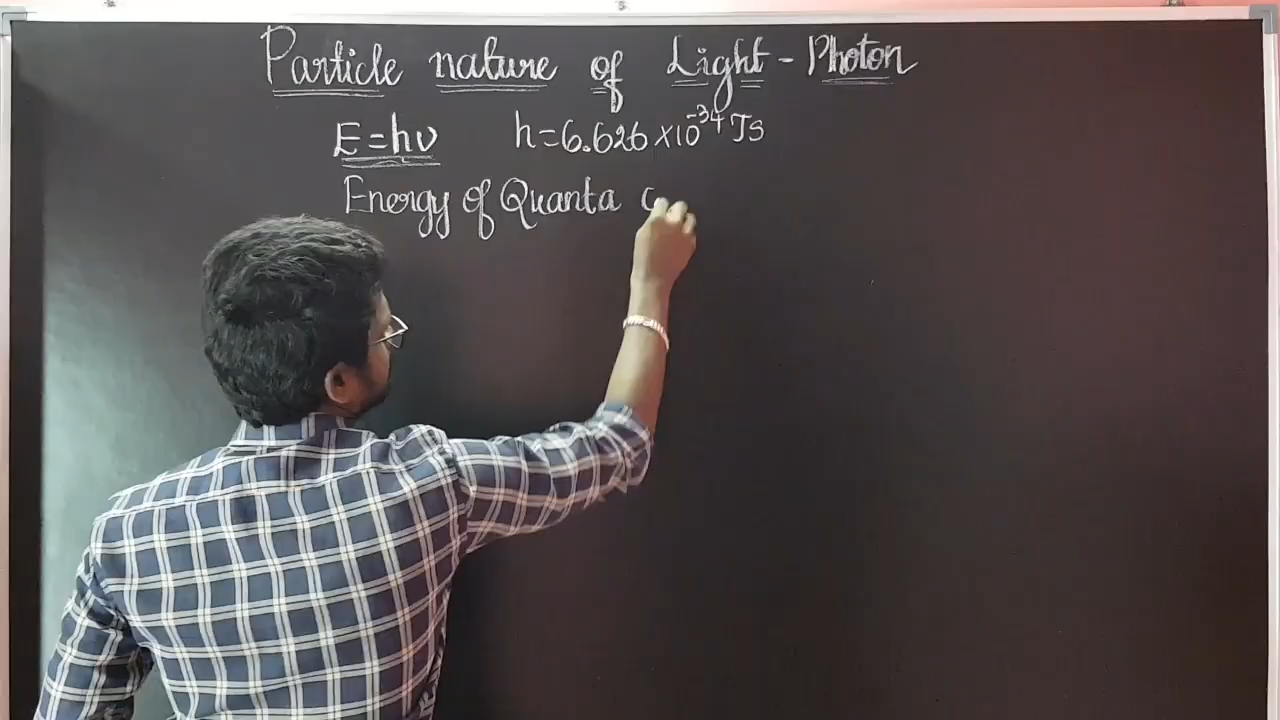 Particle nature of Light - Photon
E = hν h = 6.626 × 10⁻³⁴ Js
Energy of Quanta